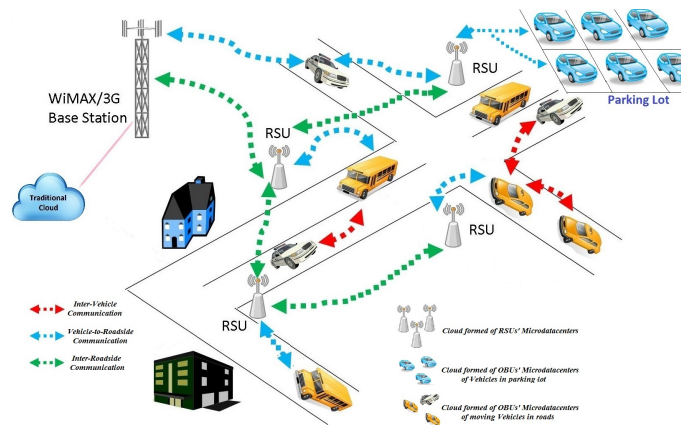 WiMAX/3G
Base Station
RSU
Parking Lot
RSU
Traditional
Cloud
RSU
RSU
Inter-Vehicle
Communication
Vehicle-to-Roadside
Communication
Inter-Roadside
Communication
Cloud formed of RSUs' Microdatacenters
Cloud formed of OBUs' Microdatacenters
of Vehicles in parking lot
Cloud formed of OBUs' Microdatacenters
of moving Vehicles in roads